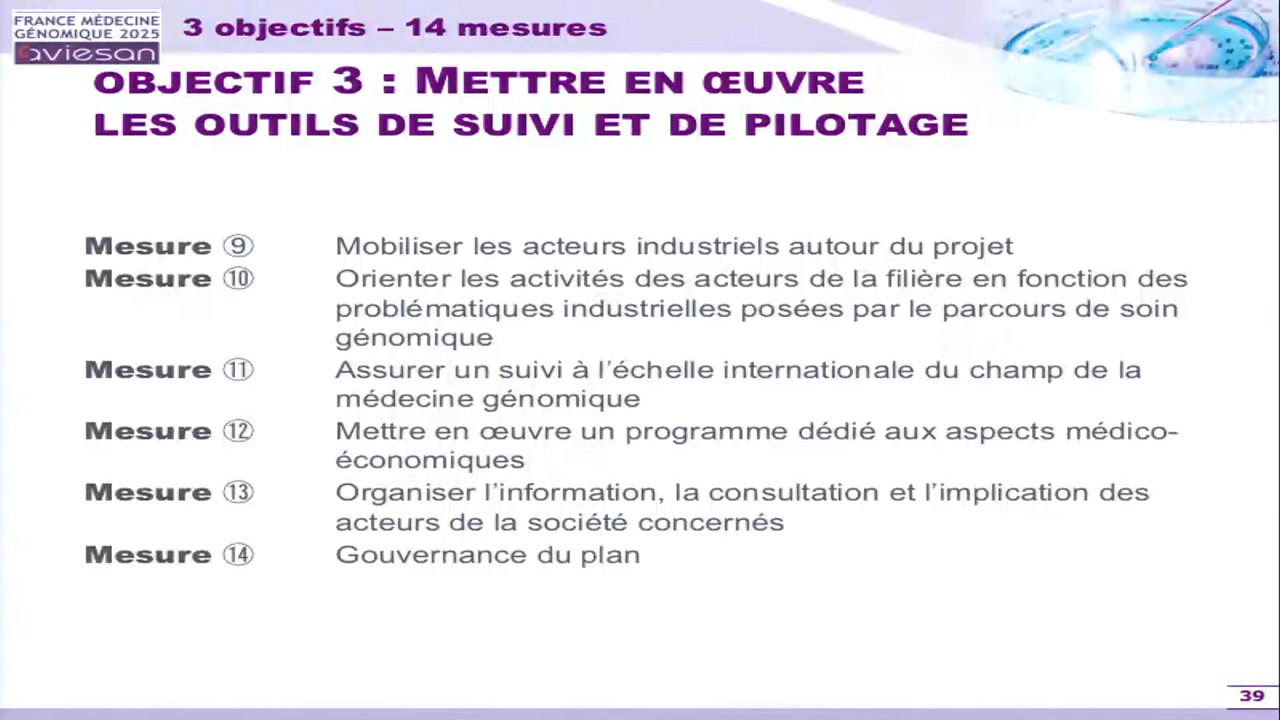 FRANCE MÉDECINE
GÉNOMIQUE 2025
aviesan
3 objectifs – 14 mesures
OBJECTIF 3 : METTRE EN ŒUVRE
LES OUTILS DE SUIVI ET DE PILOTAGE
Mesure ⑨ Mobiliser les acteurs industriels autour du projet
Mesure ⑩ Orienter les activités des acteurs de la filière en fonction des
problématiques industrielles posées par le parcours de soin
génomique
Mesure ⑪ Assurer un suivi à l’échelle internationale du champ de la
médecine génomique
Mesure ⑫ Mettre en œuvre un programme dédié aux aspects médico-
économiques
Mesure ⑬ Organiser l’information, la consultation et l’implication des
acteurs de la société concernés
Mesure ⑭ Gouvernance du plan
39